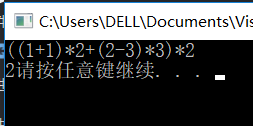 C:\Users\DELL\Documents\Vis
((1+1)*2+(2-3)*3)*2
2请按任意键继续. . .